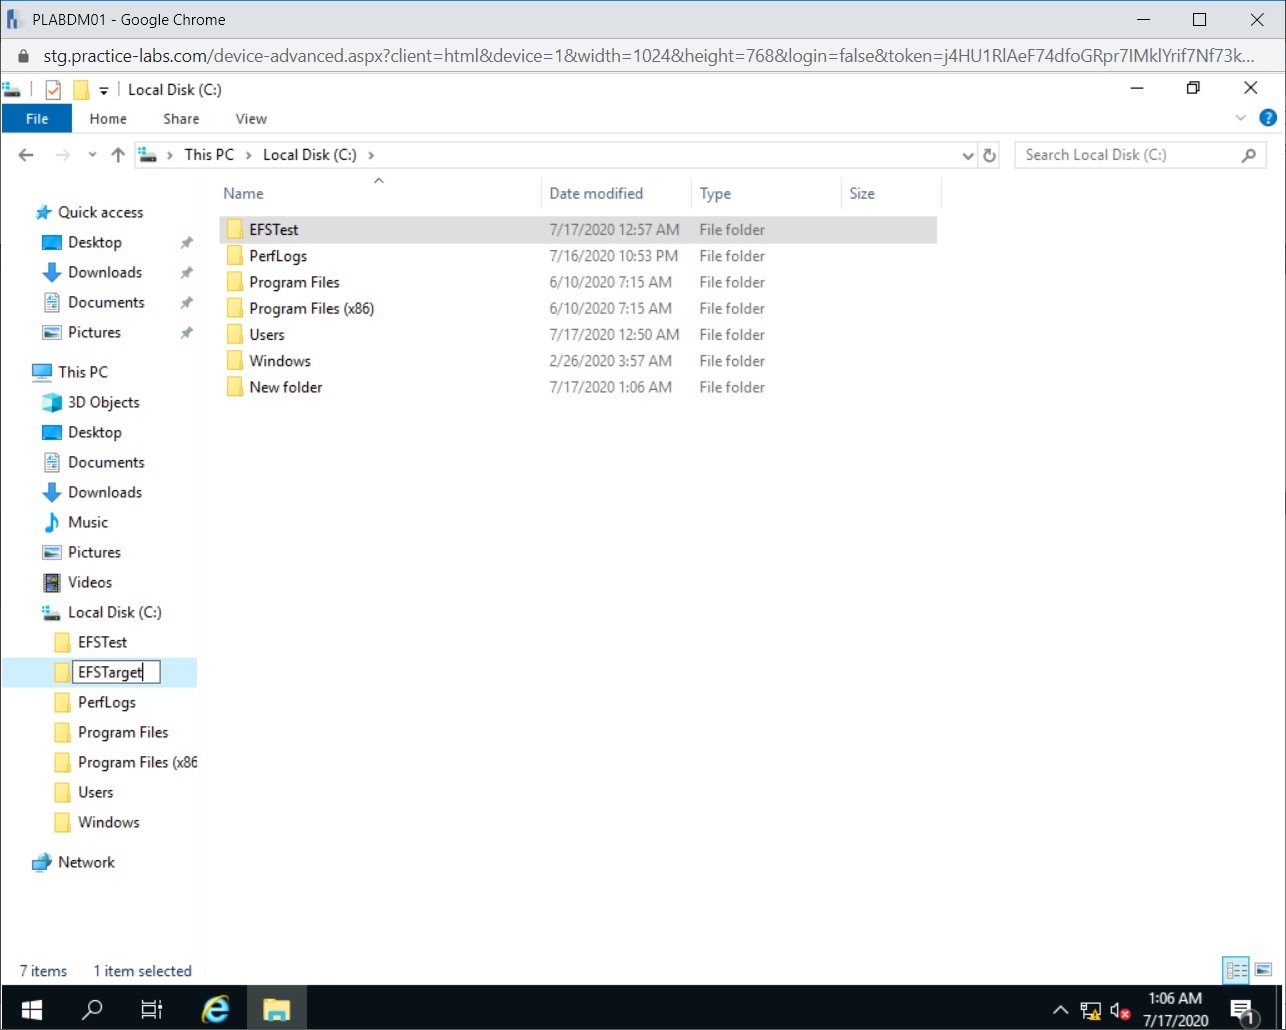 PLABDM01 - Google Chrome
stg.practice-labs.com/device-advanced.aspx?client=html&device=1&width=1024&height=768&login=false&token=j4HU1RlAeF74dfoGRpr7IMklYrif7Nf73k...
Local Disk (C:)
File Home Share View
This PC Local Disk (C:) Search Local Disk (C:)
Name Date modified Type Size
EFSTest 7/17/2020 12:57 AM File folder
PerfLogs 7/16/2020 10:53 PM File folder
Program Files 6/10/2020 7:15 AM File folder
Program Files (x86) 6/10/2020 7:15 AM File folder
Users 7/17/2020 12:50 AM File folder
Windows 2/26/2020 3:57 AM File folder
New folder 7/17/2020 1:06 AM File folder
Quick access
Desktop
Downloads
Documents
Pictures
This PC
3D Objects
Desktop
Documents
Downloads
Music
Pictures
Videos
Local Disk (C:)
EFSTest
EFSTarget
PerfLogs
Program Files
Program Files (x86
Users
Windows
Network
7 items 1 item selected
1:06 AM
7/17/2020
1